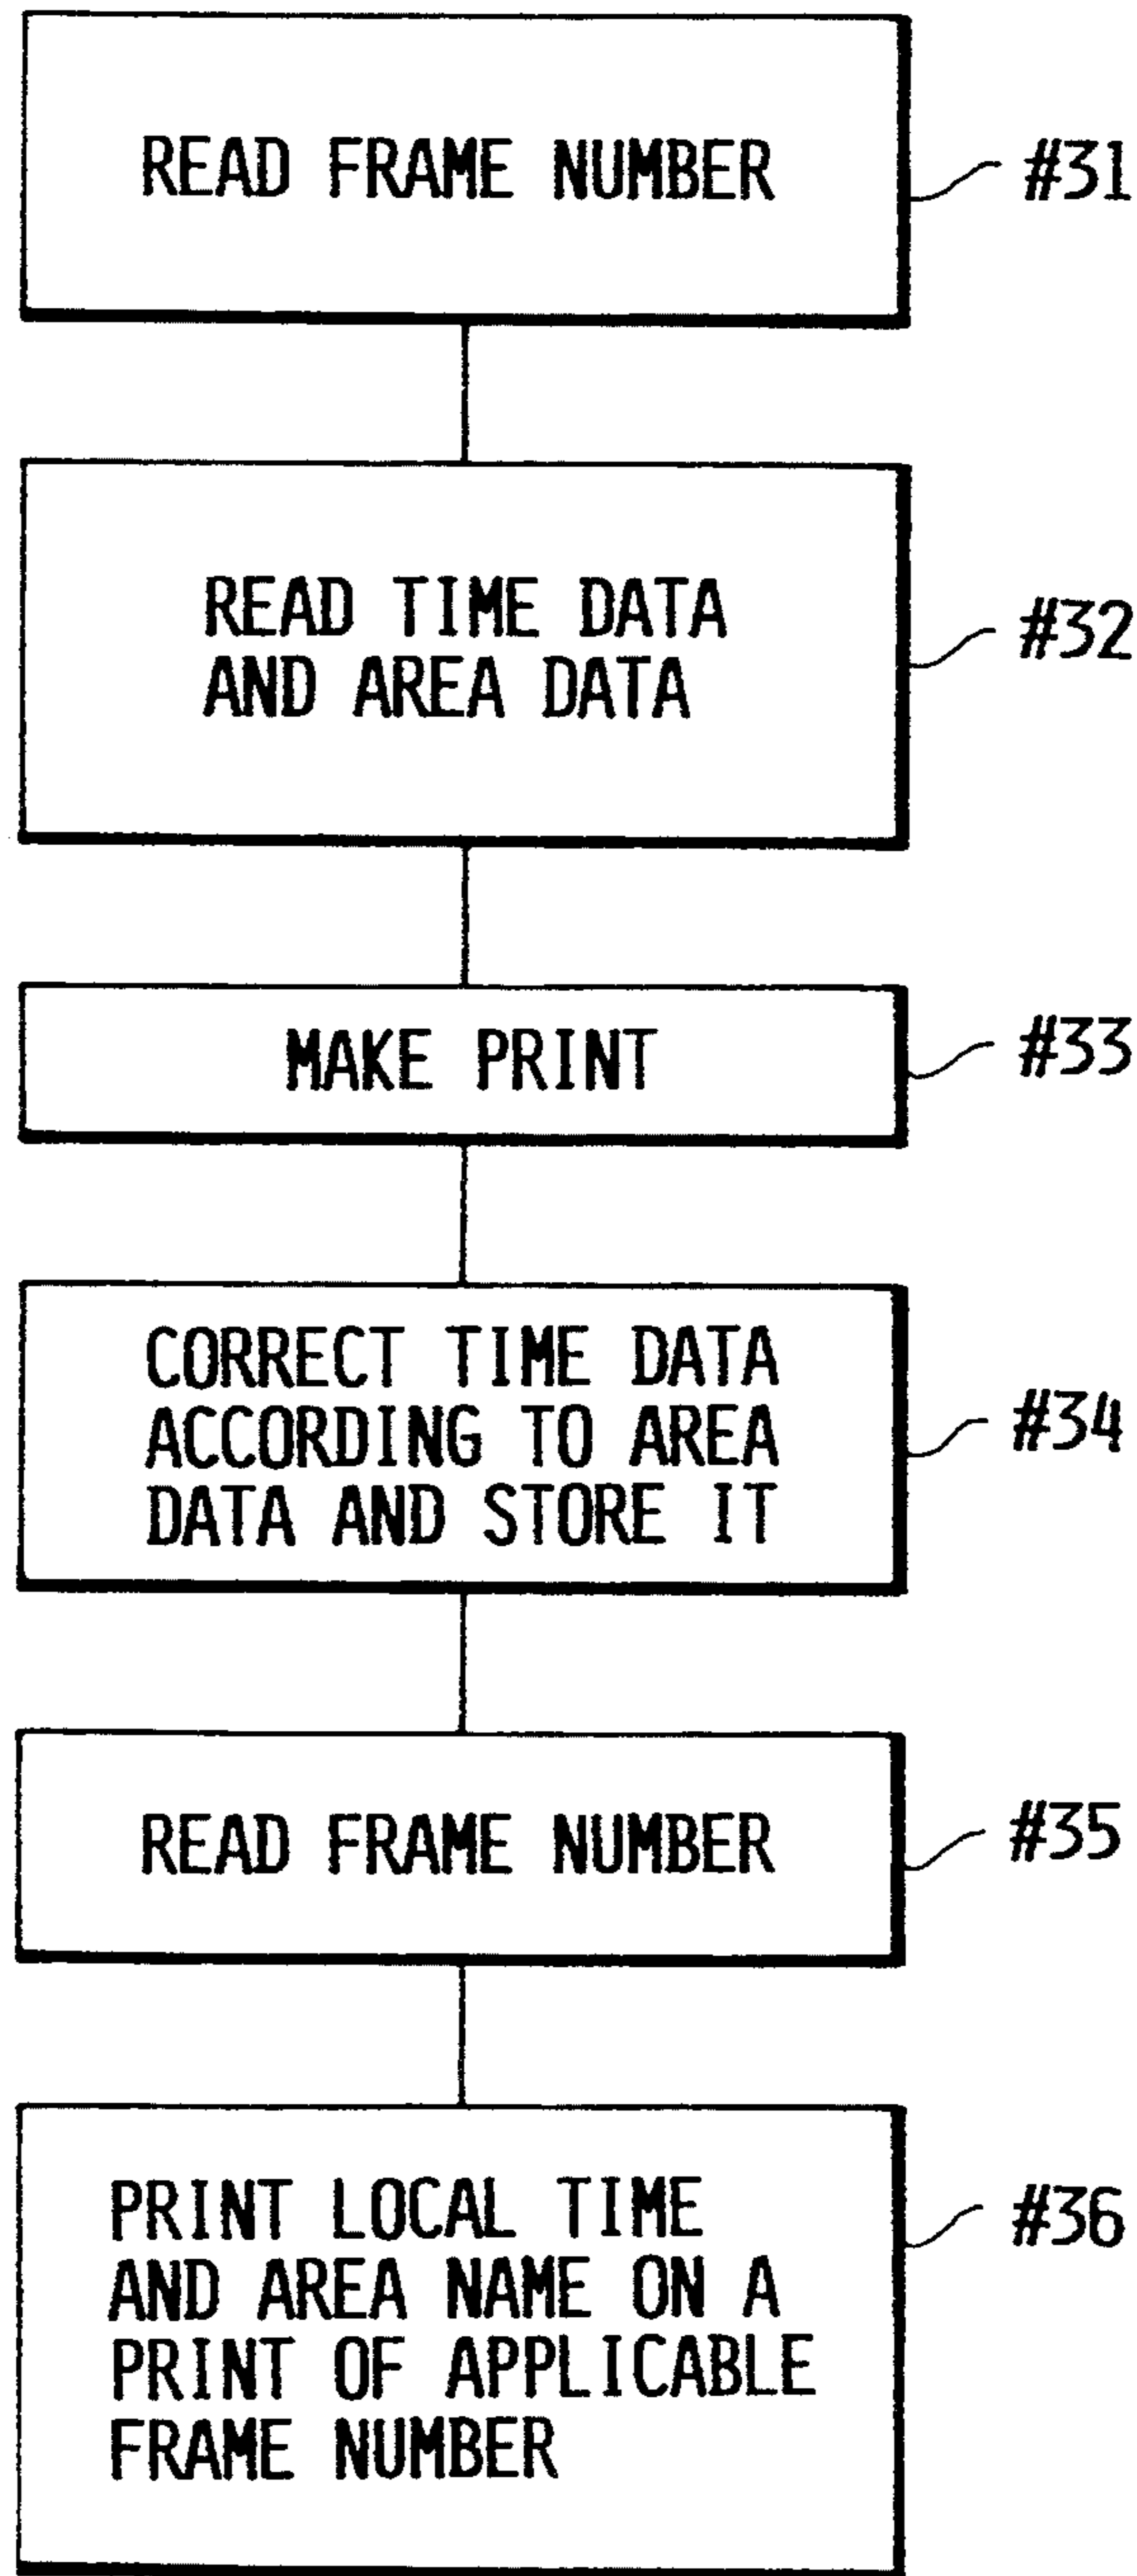 READ FRAME NUMBER
#31
READ TIME DATA
AND AREA DATA
#32
MAKE PRINT
#33
CORRECT TIME DATA
ACCORDING TO AREA
DATA AND STORE IT
#34
READ FRAME NUMBER
#35
PRINT LOCAL TIME
AND AREA NAME ON A
PRINT OF APPLICABLE
FRAME NUMBER
#36